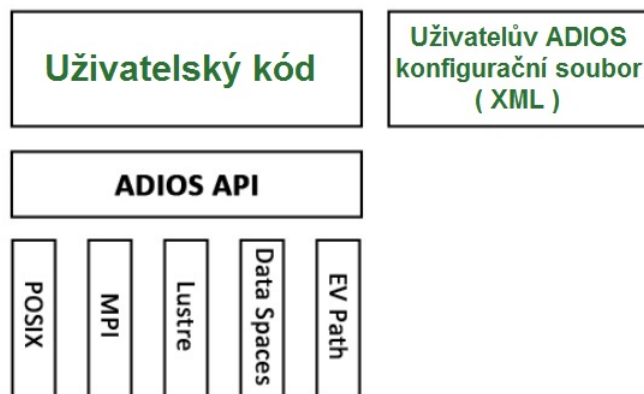 Uživatelský kód
Uživatelův ADIOS
konfigurační soubor
( XML )
ADIOS API
POSIX
MPI
Lustre
Data Spaces
EV Path